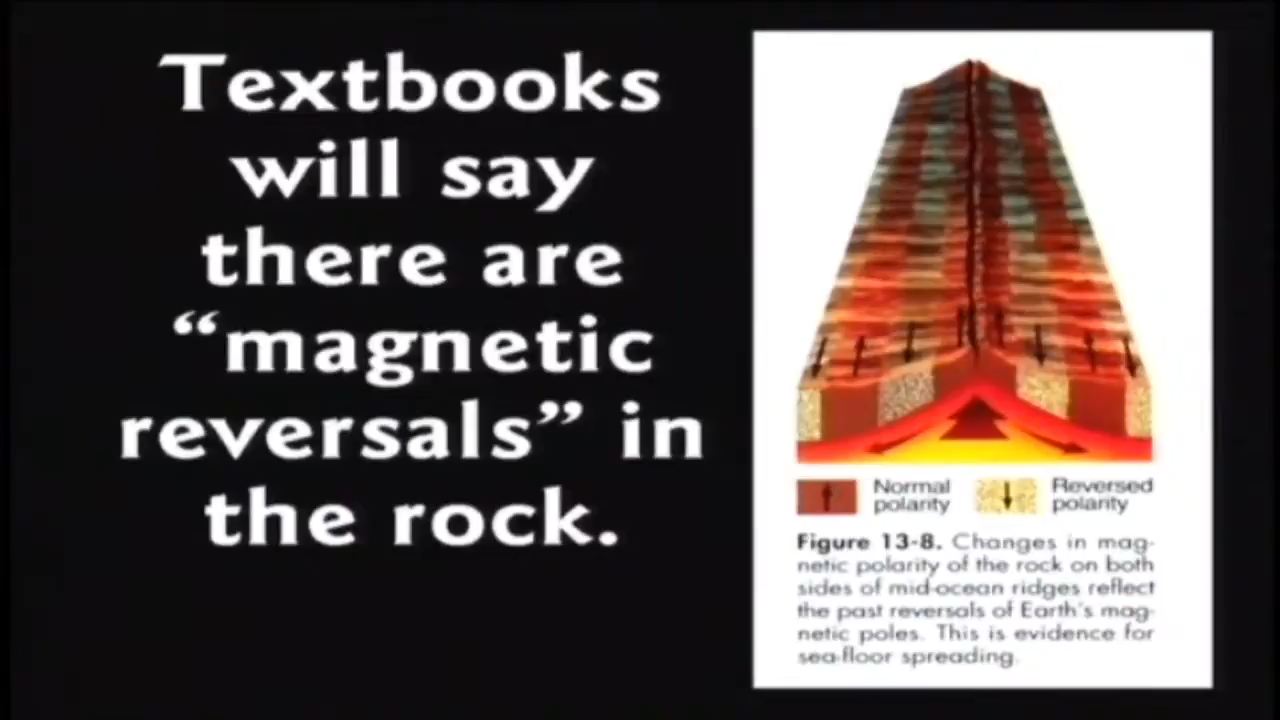 Textbooks
will say
there are
“magnetic
reversals” in
the rock.
Normal
polarity
Reversed
polarity
Figure 13-8. Changes in mag-
netic polarity of the rock on both
sides of mid-ocean ridges reflect
the past reversals of Earth's mag-
netic poles. This is evidence for
sea-floor spreading.